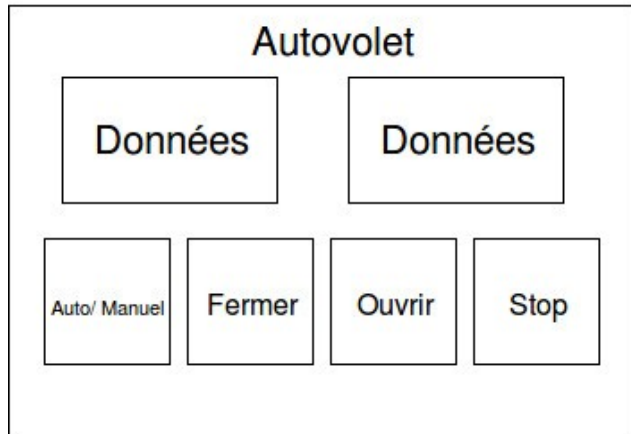 Autovolet
Données
Données
Auto/ Manuel
Fermer
Ouvrir
Stop